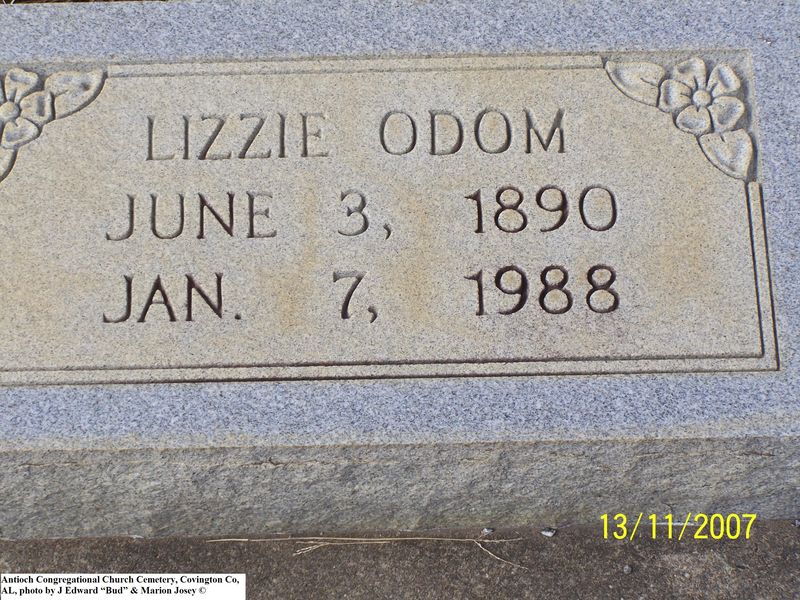 LIZZIE ODOM
JUNE 3, 1890
JAN. 7, 1988
13/11/2007
Antioch Congregational Church Cemetery, Covington Co,
AL, photo by J Edward “Bud” & Marion Josey ©